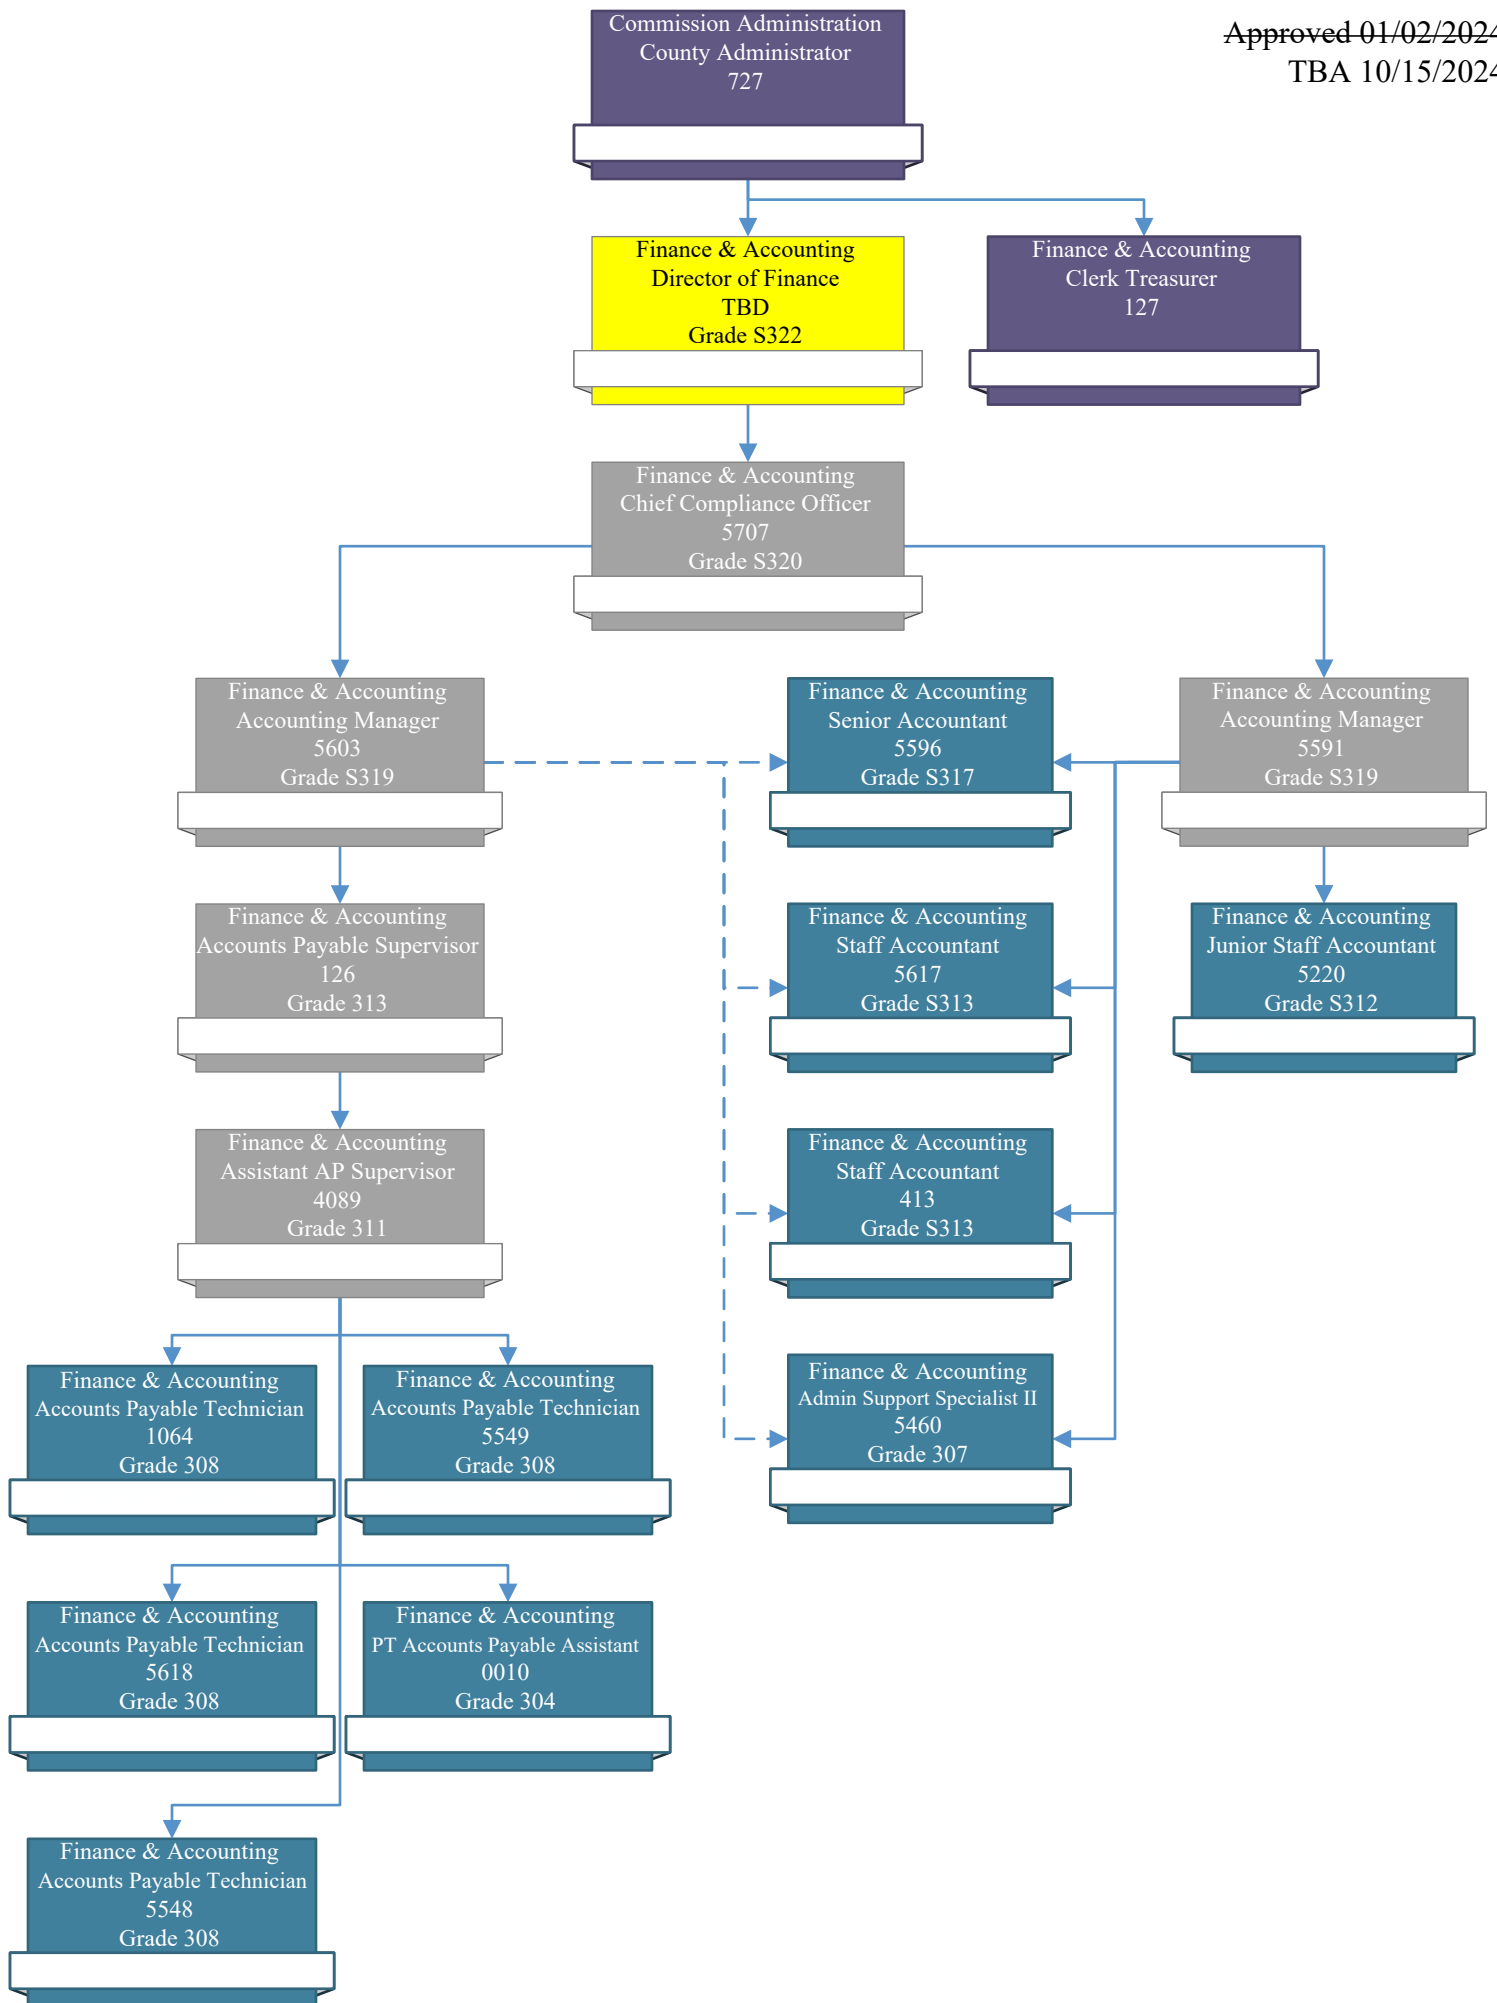 Commission Administration
County Administrator
727
Approved 01/02/2024
TBA 10/15/2024
Finance & Accounting
Director of Finance
TBD
Grade S322
Finance & Accounting
Clerk Treasurer
127
Finance & Accounting
Chief Compliance Officer
5707
Grade S320
Finance & Accounting
Accounting Manager
5603
Grade S319
Finance & Accounting
Senior Accountant
5596
Grade S317
Finance & Accounting
Accounting Manager
5591
Grade S319
Finance & Accounting
Accounts Payable Supervisor
126
Grade 313
Finance & Accounting
Staff Accountant
5617
Grade S313
Finance & Accounting
Junior Staff Accountant
5220
Grade S312
Finance & Accounting
Assistant AP Supervisor
4089
Grade 311
Finance & Accounting
Staff Accountant
413
Grade S313
Finance & Accounting
Accounts Payable Technician
1064
Grade 308
Finance & Accounting
Accounts Payable Technician
5549
Grade 308
Finance & Accounting
Admin Support Specialist II
5460
Grade 307
Finance & Accounting
Accounts Payable Technician
5618
Grade 308
Finance & Accounting
PT Accounts Payable Assistant
0010
Grade 304
Finance & Accounting
Accounts Payable Technician
5548
Grade 308